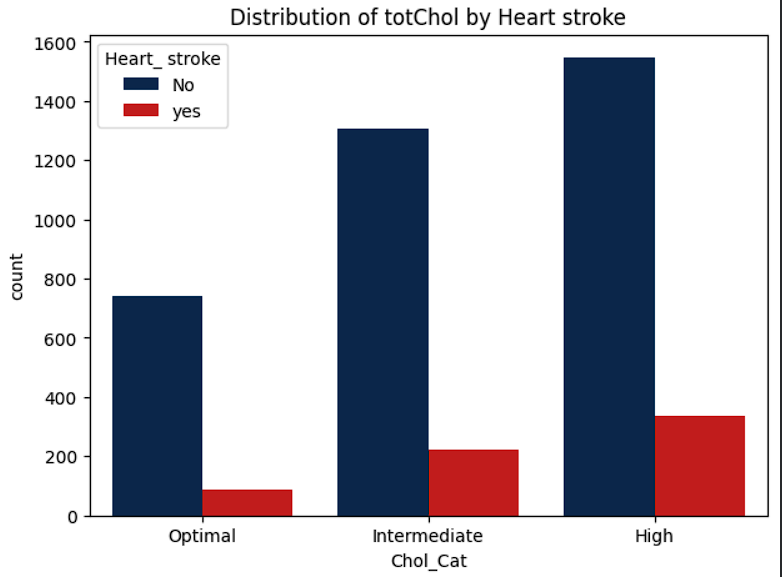 Distribution of totChol by Heart stroke
Heart_ stroke
No
yes
1600
1400
1200
1000
800
600
400
200
0
count
Optimal
Intermediate
High
Chol_Cat